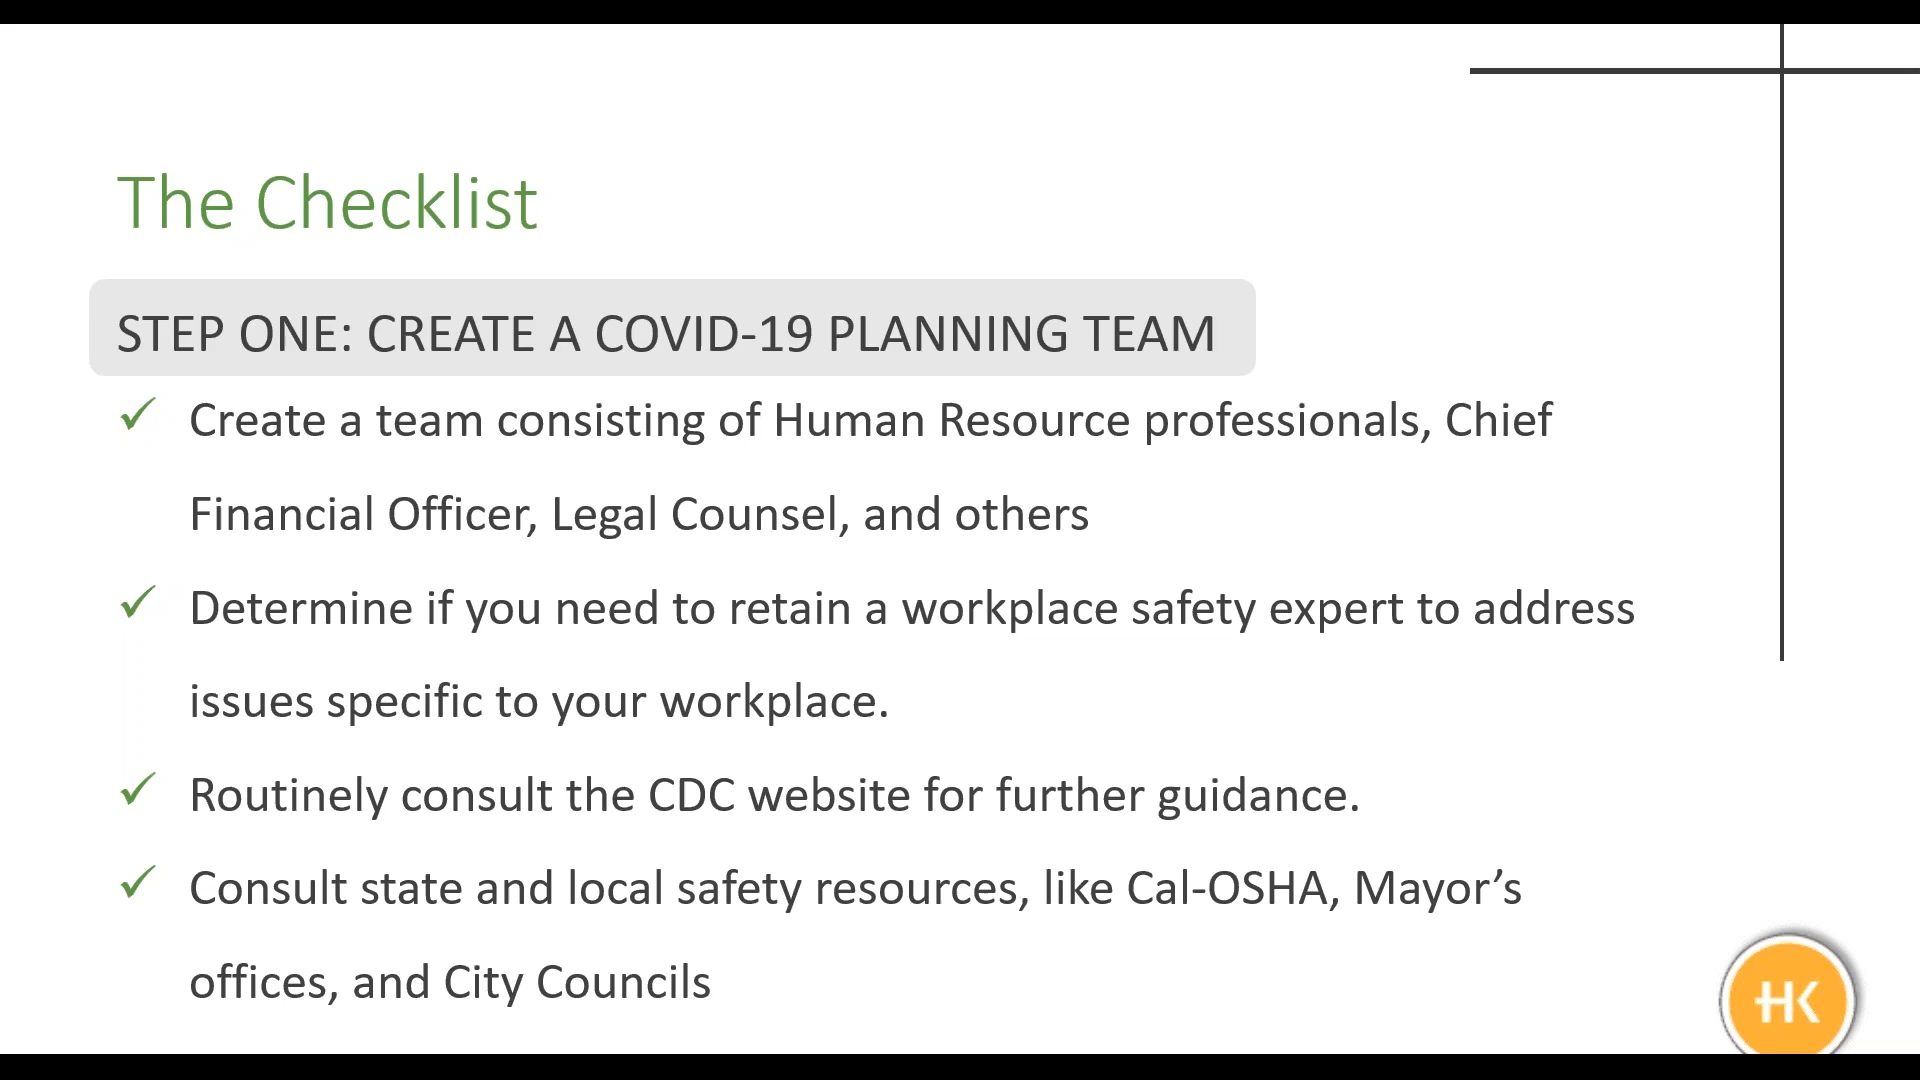 The Checklist
STEP ONE: CREATE A COVID-19 PLANNING TEAM
✓ Create a team consisting of Human Resource professionals, Chief
Financial Officer, Legal Counsel, and others
✓ Determine if you need to retain a workplace safety expert to address
issues specific to your workplace.
✓ Routinely consult the CDC website for further guidance.
✓ Consult state and local safety resources, like Cal-OSHA, Mayor’s
offices, and City Councils
HK